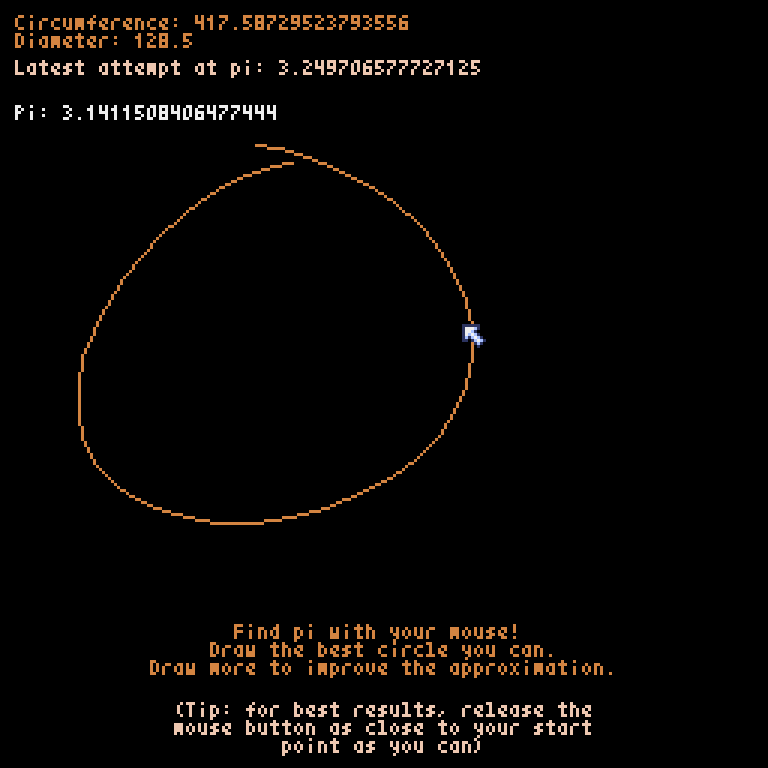 Circumference: 417.58729523793556
Diameter: 128.5
Latest attempt at pi: 3.249706577727125
Pi: 3.1411508406477444
Find pi with your mouse!
Draw the best circle you can.
Draw more to improve the approximation.
(Tip: for best results, release the
mouse button as close to your start
point as you can)